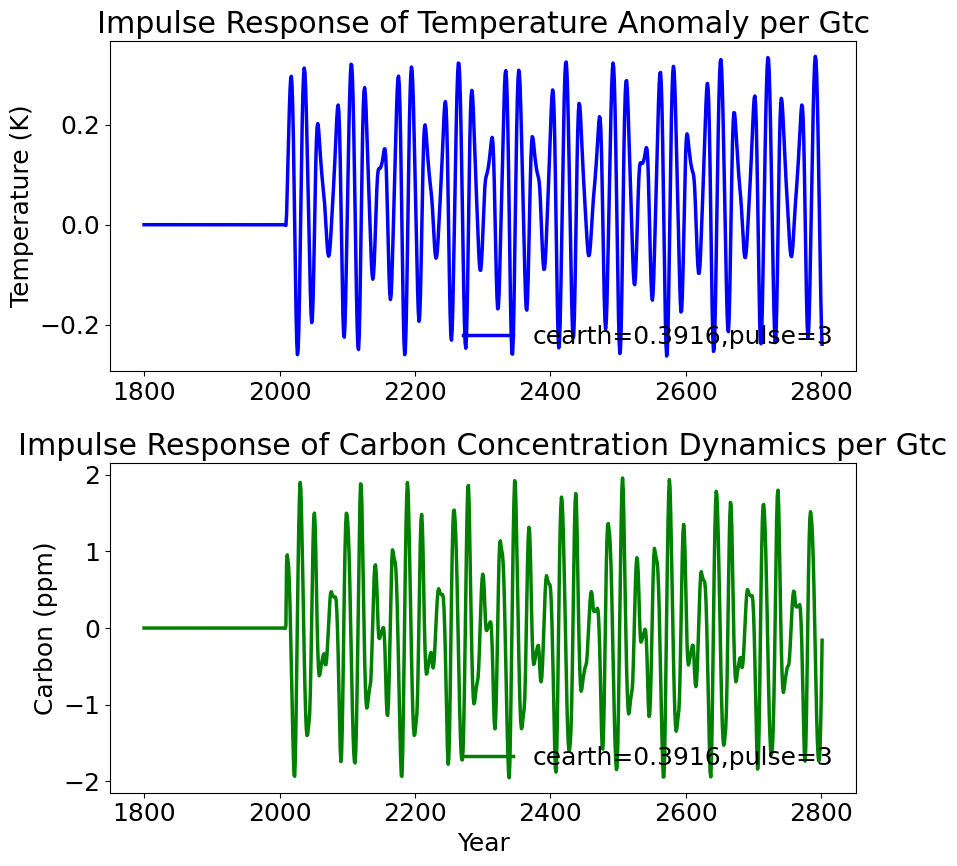 Impulse Response of Temperature Anomaly per Gtc
Temperature (K)
0.2
0.0
−0.2
cearth=0.3916,pulse=3
1800 2000 2200 2400 2600 2800
Impulse Response of Carbon Concentration Dynamics per Gtc
Carbon (ppm)
2
1
0
−1
−2
cearth=0.3916,pulse=3
1800 2000 2200 2400 2600 2800
Year